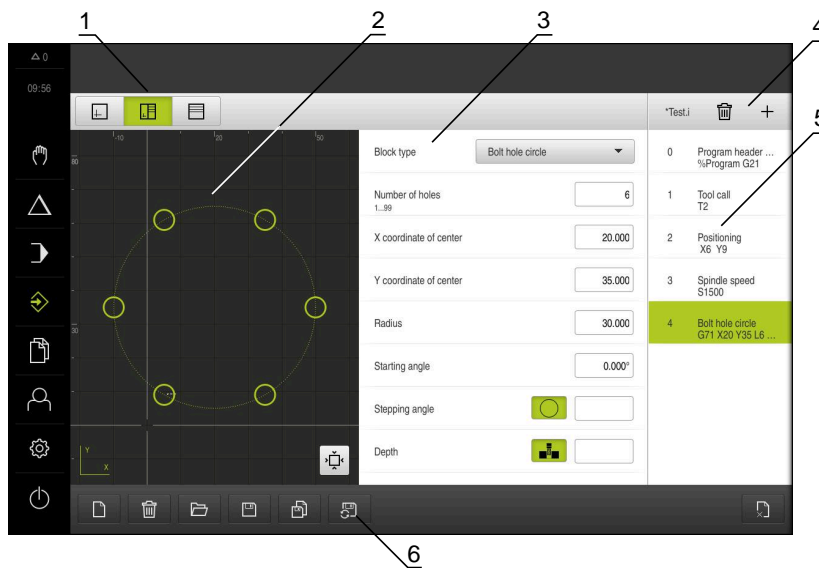 1
2
3
4
5
6
0
09:56
*Test.i
-10
20
50
80
30
Y
X
Block type
Bolt hole circle
Number of holes
1...99
6
X coordinate of center
20.000
Y coordinate of center
35.000
Radius
30.000
Starting angle
0.000°
Stepping angle
Depth
0 Program header ...
%Program G21
1 Tool call
T2
2 Positioning
X6 Y9
3 Spindle speed
S1500
4 Bolt hole circle
G71 X20 Y35 L6 ...